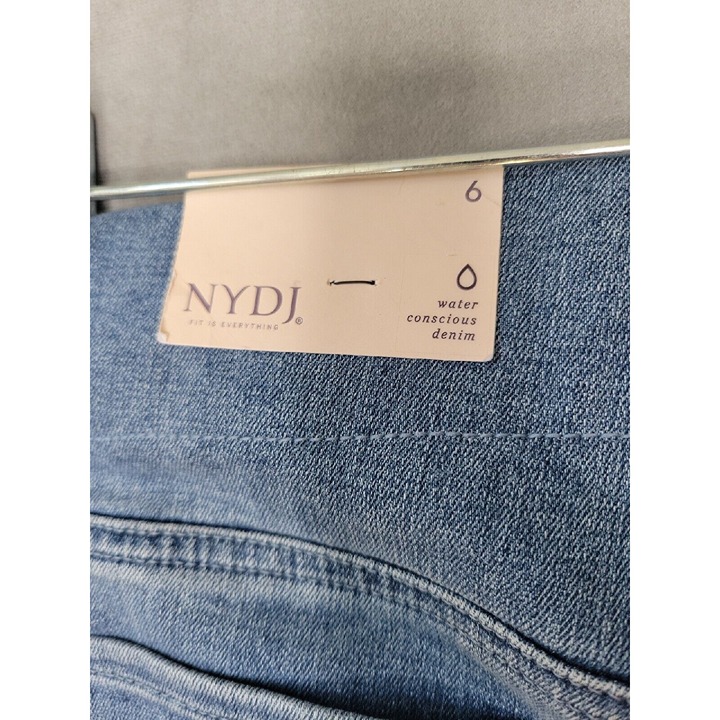 6
NYDJ®
FIT IS EVERYTHING
water
conscious
denim